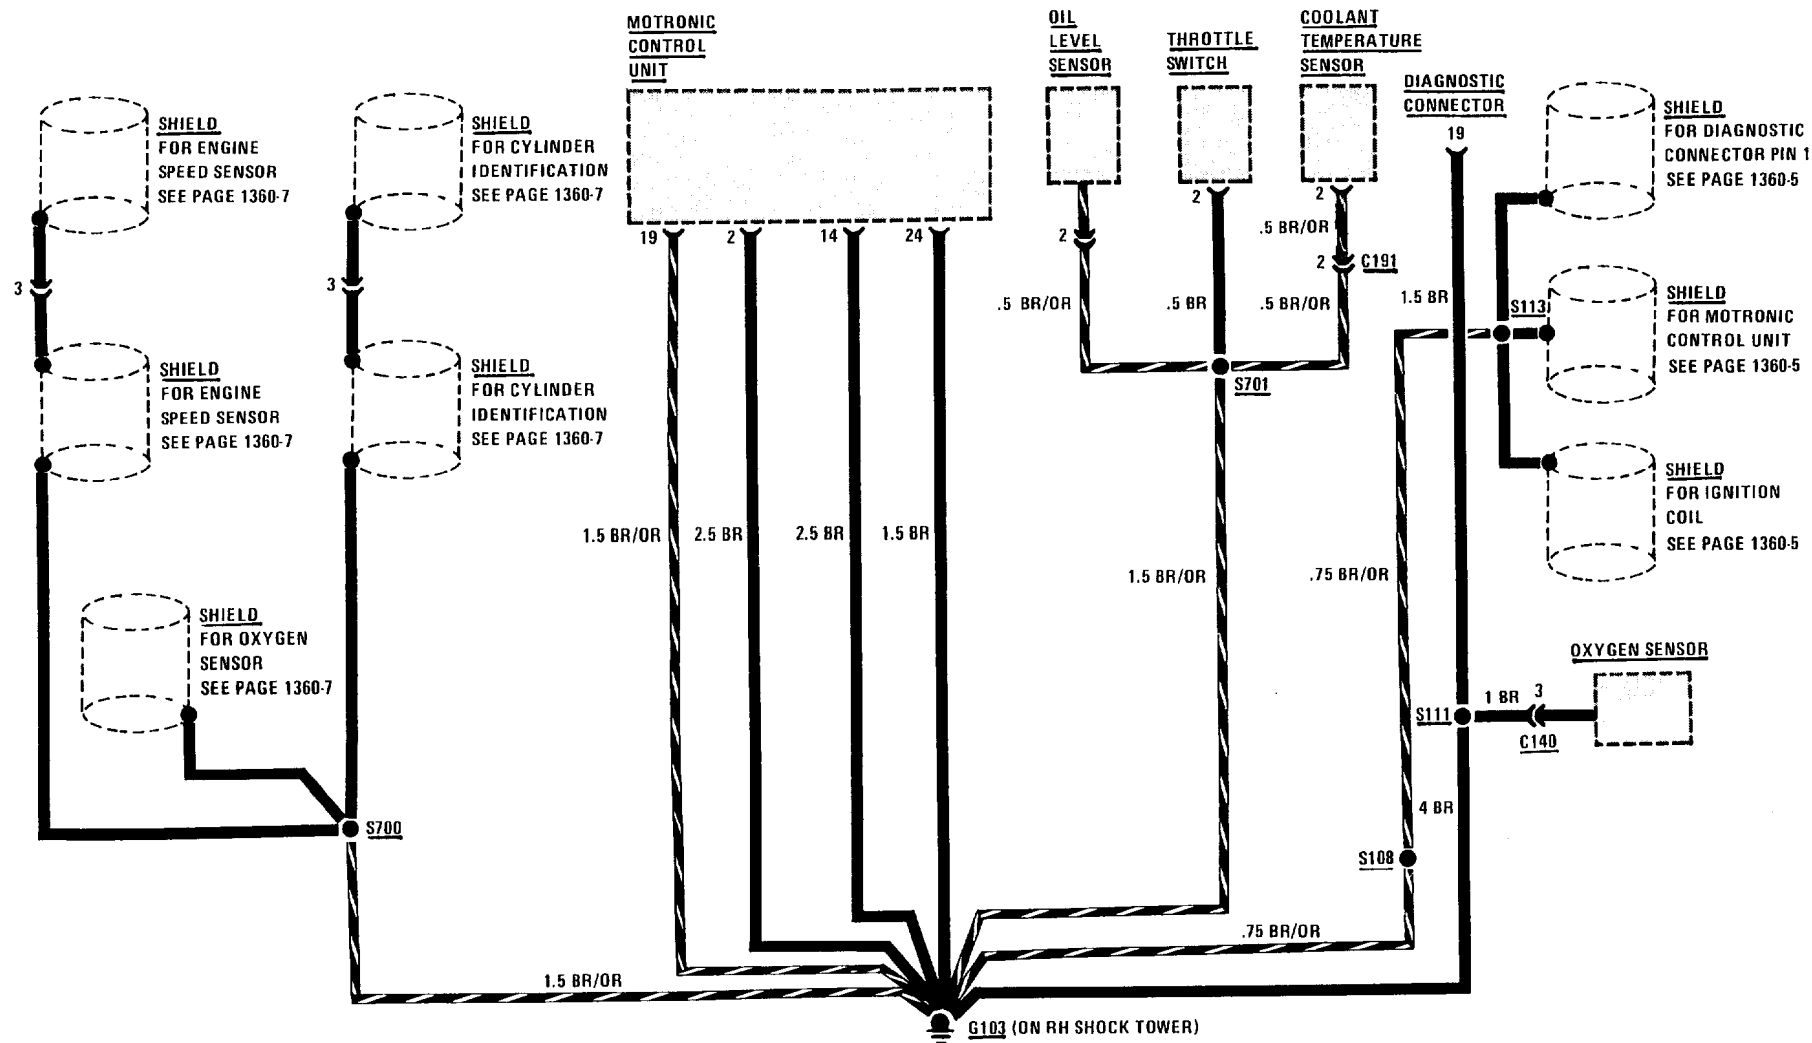 MOTRONIC
CONTROL
UNIT
OIL
LEVEL
SENSOR
THROTTLE
SWITCH
COOLANT
TEMPERATURE
SENSOR
DIAGNOSTIC
CONNECTOR
19
SHIELD
FOR ENGINE
SPEED SENSOR
SEE PAGE 1360-7
SHIELD
FOR CYLINDER
IDENTIFICATION
SEE PAGE 1360-7
SHIELD
FOR DIAGNOSTIC
CONNECTOR PIN 1
SEE PAGE 1360-5
19
2
14
24
2
2
2
.5 BR/OR
2
C191
3
3
.5 BR/OR
.5 BR
.5 BR/OR
1.5 BR
S113
SHIELD
FOR MOTRONIC
CONTROL UNIT
SEE PAGE 1360-5
SHIELD
FOR ENGINE
SPEED SENSOR
SEE PAGE 1360-7
SHIELD
FOR CYLINDER
IDENTIFICATION
SEE PAGE 1360-7
S701
SHIELD
FOR IGNITION
COIL
SEE PAGE 1360-5
1.5 BR/OR
2.5 BR
2.5 BR
1.5 BR
1.5 BR/OR
.75 BR/OR
SHIELD
FOR OXYGEN
SENSOR
SEE PAGE 1360-7
OXYGEN SENSOR
S111
1 BR
3
C140
S700
4 BR
S108
.75 BR/OR
1.5 BR/OR
G103 (ON RH SHOCK TOWER)